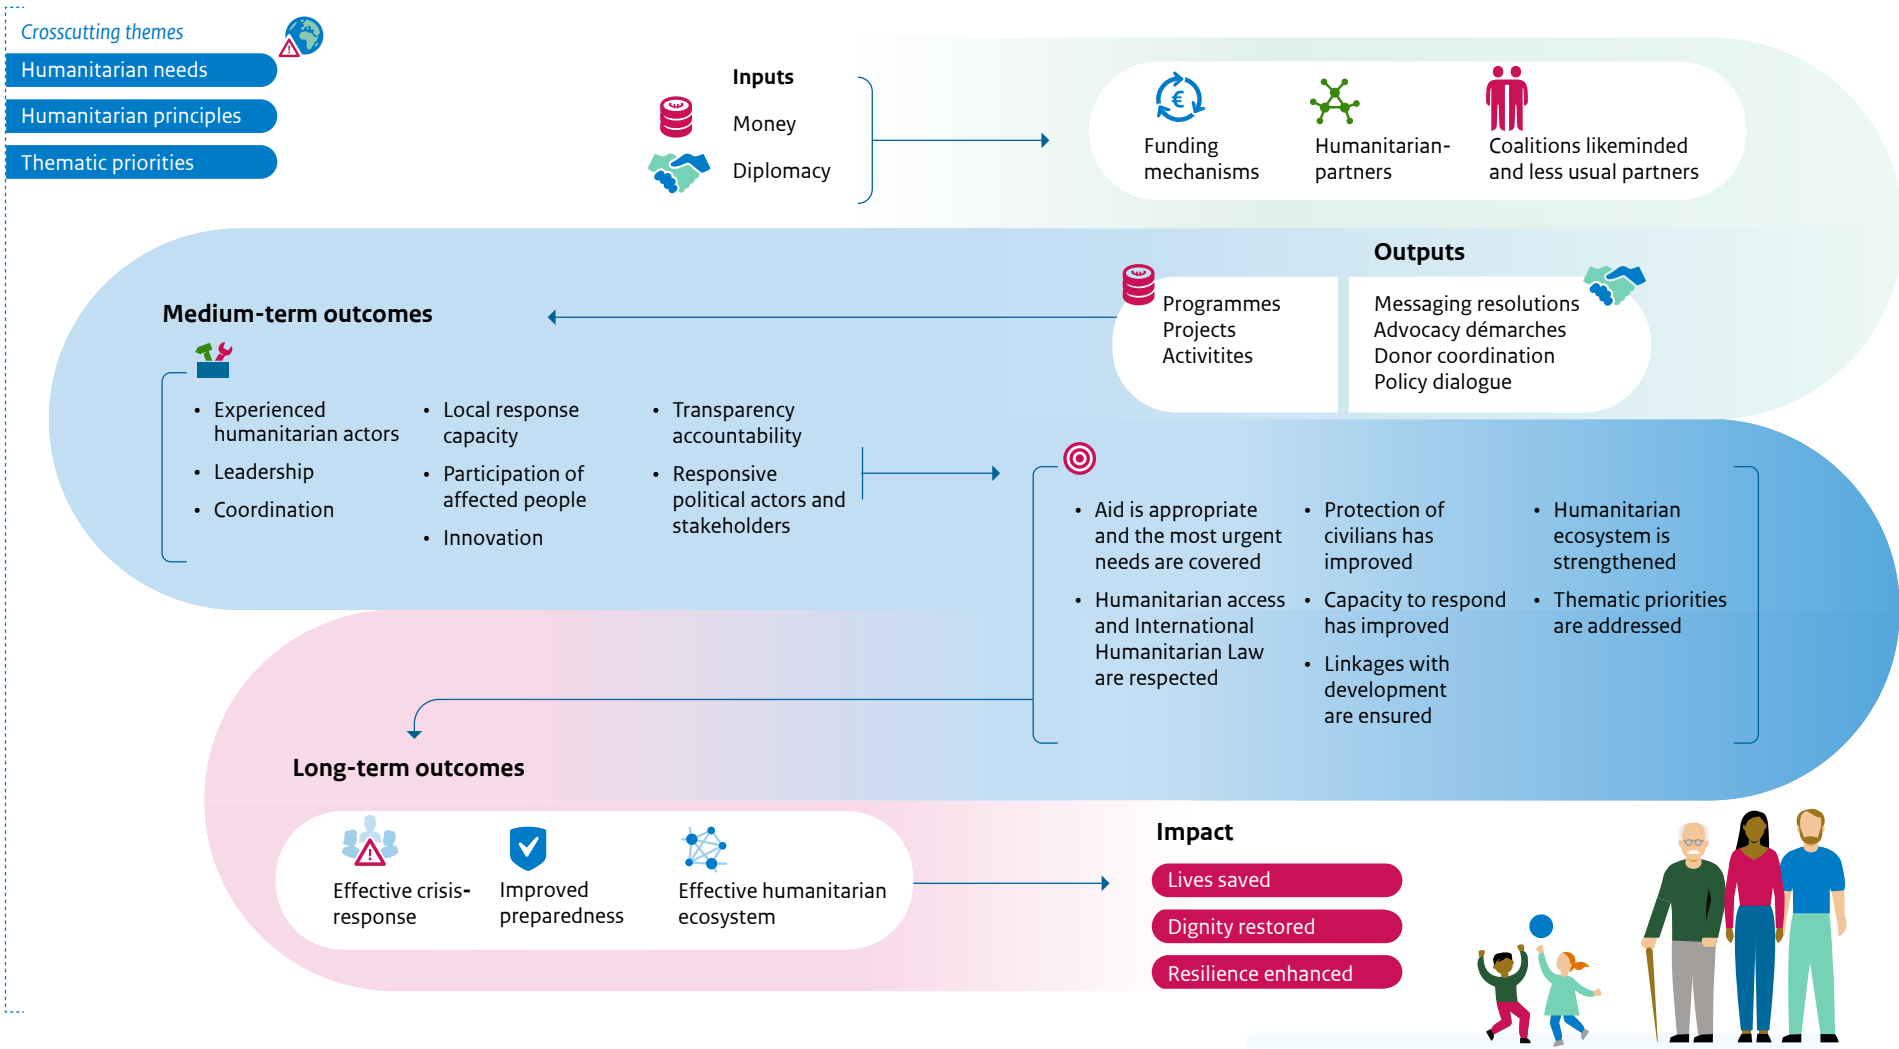 Crosscutting themes
Humanitarian needs
Humanitarian principles
Thematic priorities
Inputs
Money
Diplomacy
€
Funding
mechanisms
Humanitarian-
partners
Coalitions likeminded
and less usual partners
Outputs
Programmes
Projects
Activitites
Messaging resolutions
Advocacy démarches
Donor coordination
Policy dialogue
Medium-term outcomes
• Experienced
humanitarian actors
• Leadership
• Coordination
• Local response
capacity
• Participation of
affected people
• Innovation
• Transparency
accountability
• Responsive
political actors and
stakeholders
• Aid is appropriate
and the most urgent
needs are covered
• Humanitarian access
and International
Humanitarian Law
are respected
• Protection of
civilians has
improved
• Capacity to respond
has improved
• Linkages with
development
are ensured
• Humanitarian
ecosystem is
strengthened
• Thematic priorities
are addressed
Long-term outcomes
Effective crisis-
response
Improved
preparedness
Effective humanitarian
ecosystem
Impact
Lives saved
Dignity restored
Resilience enhanced